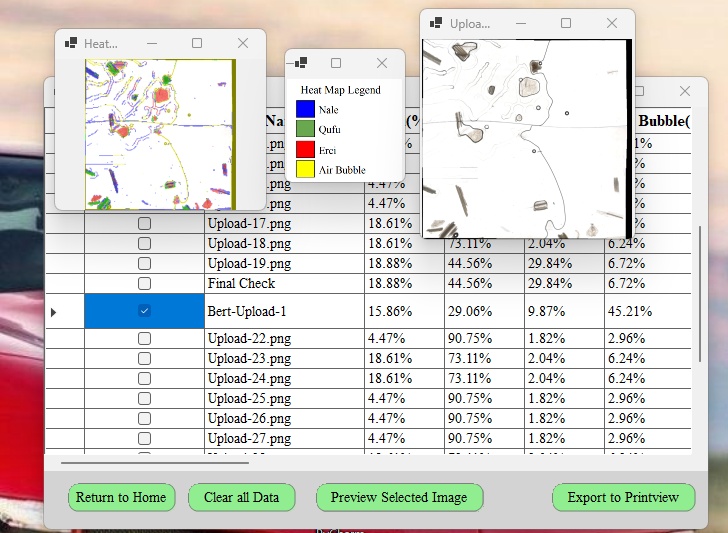 Heat...
Uploa...
Heat Map Legend
Nale
Qufu
Erci
Air Bubble
Na
(%
Bubble(
.png
1%
.png
%
.png 4.47% %
.png 4.47% %
Upload-17.png 18.61% %
Upload-18.png 18.61% 73.11% 2.04% 6.24%
Upload-19.png 18.88% 44.56% 29.84% 6.72%
Final Check 18.88% 44.56% 29.84% 6.72%
Bert-Upload-1 15.86% 29.06% 9.87% 45.21%
Upload-22.png 4.47% 90.75% 1.82% 2.96%
Upload-23.png 18.61% 73.11% 2.04% 6.24%
Upload-24.png 18.61% 73.11% 2.04% 6.24%
Upload-25.png 4.47% 90.75% 1.82% 2.96%
Upload-26.png 4.47% 90.75% 1.82% 2.96%
Upload-27.png 4.47% 90.75% 1.82% 2.96%
Return to Home
Clear all Data
Preview Selected Image
Export to Printview